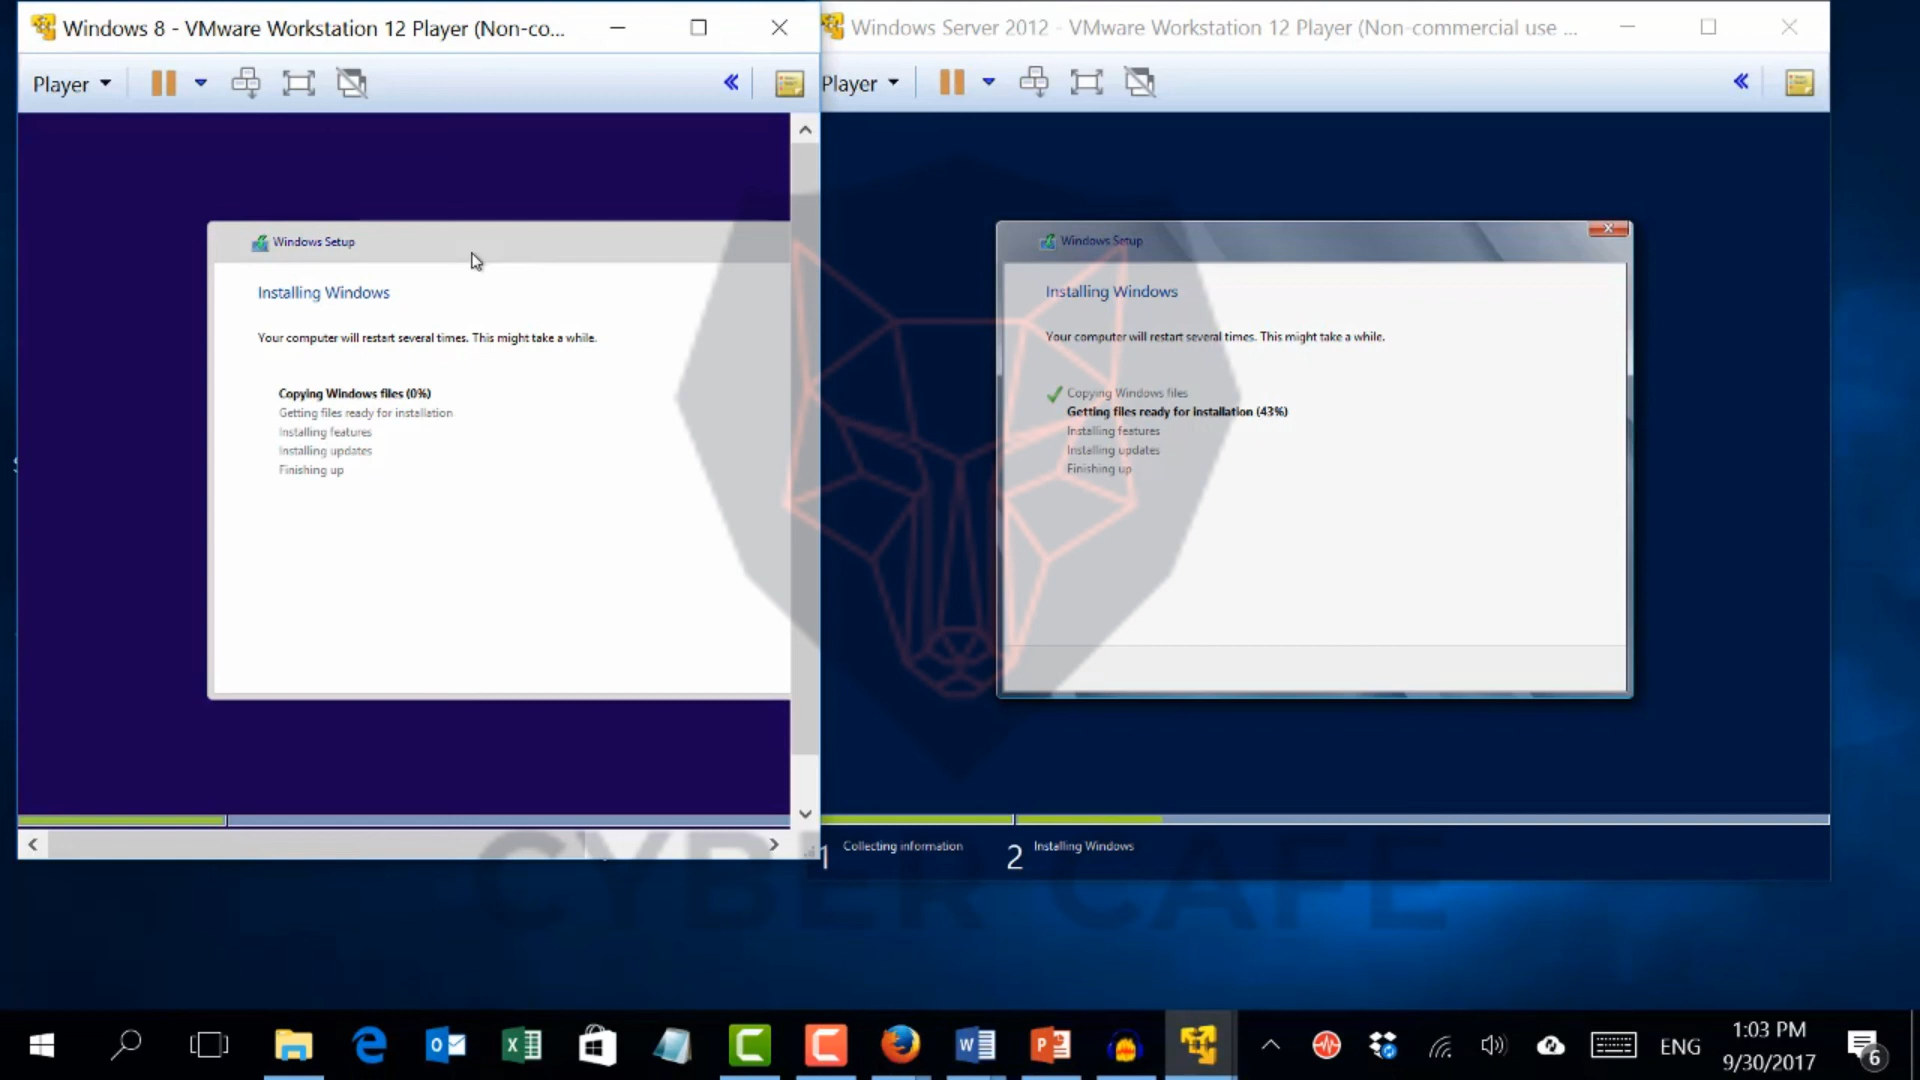 Windows 8 - VMware Workstation 12 Player (Non-co...
Player
Windows Setup
Installing Windows
Your computer will restart several times. This might take a while.
Copying Windows files (0%)
Getting files ready for installation
Installing features
Installing updates
Finishing up
Windows Server 2012 - VMware Workstation 12 Player (Non-commercial use ...
Player
Windows Setup
Installing Windows
Your computer will restart several times. This might take a while.
Copying Windows files
Getting files ready for installation (43%)
Installing features
Installing updates
Finishing up
1 Collecting information
2 Installing Windows
CYBER CAFE
ENG
1:03 PM
9/30/2017
6